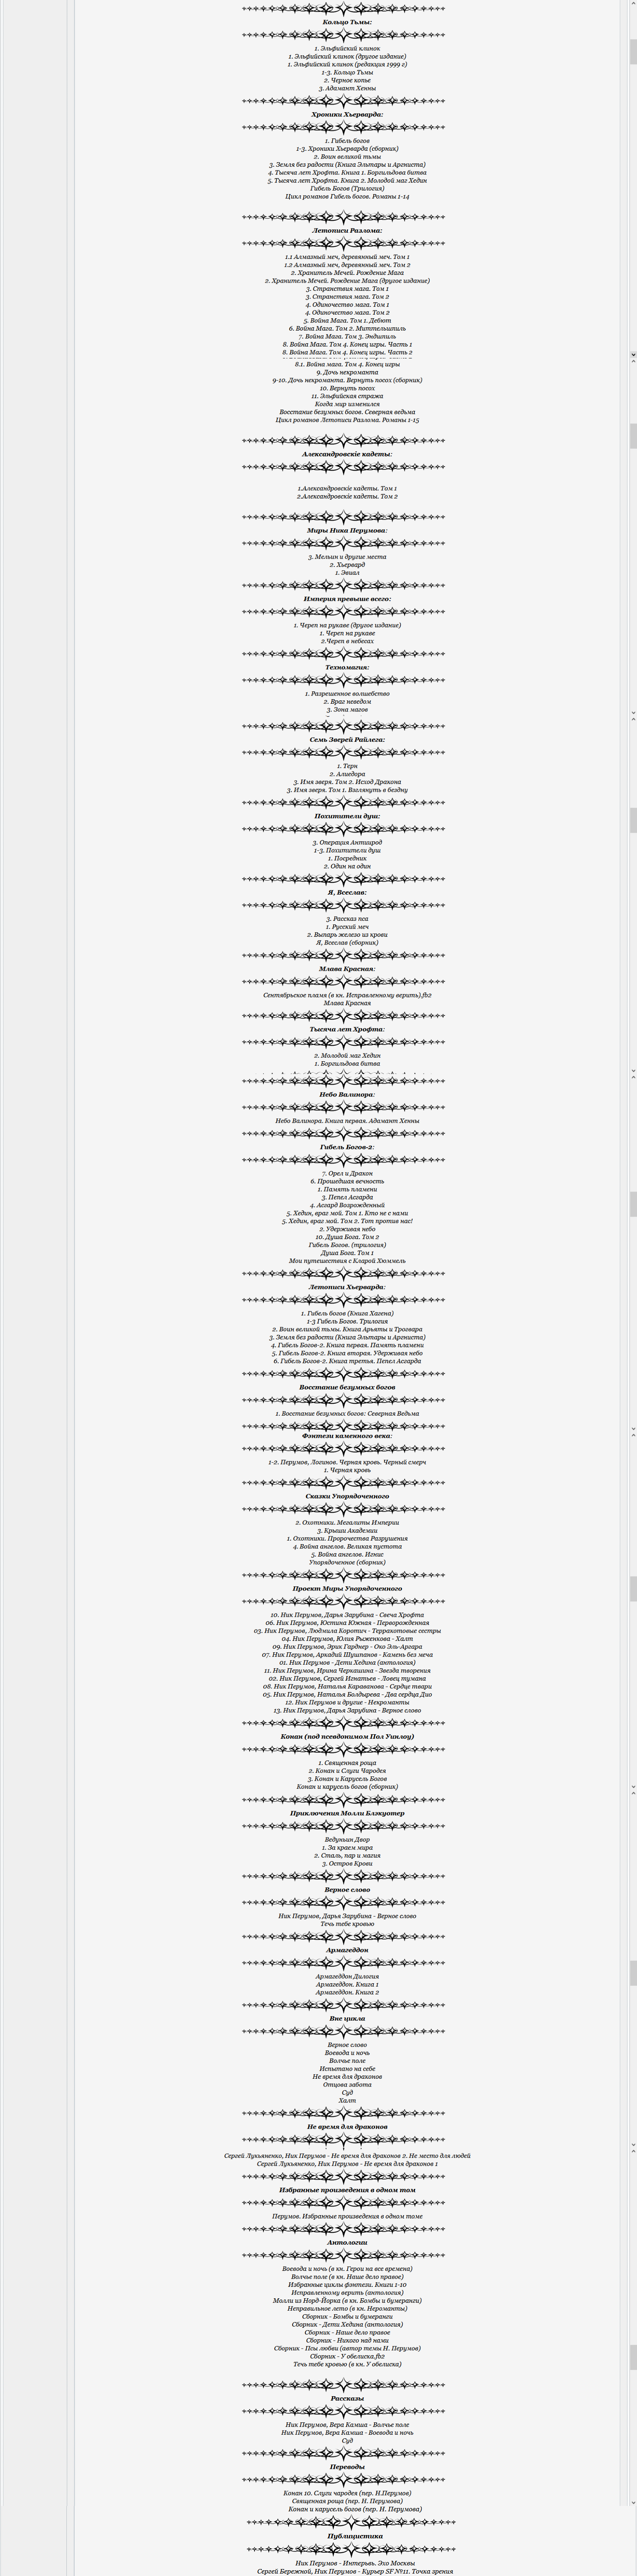 Кольцо Тьмы:
1. Эльфийский клинок
1. Эльфийский клинок (другое издание)
1. Эльфийский клинок (редакция 1999 г)
1-3. Кольцо Тьмы
2. Черное копье
3. Адамант Хенны
Хроники Хьерварда:
1. Гибель богов
1-3. Хроники Хьерварда (сборник)
2. Воин великой тьмы
3. Земля без радости (Книга Эльтары и Аргниста)
4. Тысяча лет Хрофта. Книга 1. Боргильдова битва
5. Тысяча лет Хрофта. Книга 2. Молодой маг Хедин
Гибель Богов (Трилогия)
Цикл романов Гибель богов. Романы 1-14
Летописи Разлома:
1.1 Алмазный меч, деревянный меч. Том 1
1.2 Алмазный меч, деревянный меч. Том 2
2. Хранитель Мечей. Рождение Мага
2. Хранитель Мечей. Рождение Мага (другое издание)
3. Странствия мага. Том 1
3. Странствия мага. Том 2
4. Одиночество мага. Том 1
4. Одиночество мага. Том 2
5. Война Мага. Том 1. Дебют
6. Война Мага. Том 2. Миттельшпиль
7. Война Мага. Том 3. Эндшпиль
8. Война Мага. Том 4. Конец игры. Часть 1
8. Война Мага. Том 4. Конец игры. Часть 2
8.1. Война мага. Том 4. Конец игры
9. Дочь некроманта
9-10. Дочь некроманта. Вернуть посох (сборник)
10. Вернуть посох
11. Эльфийская стража
Когда мир изменился
Восстание безумных богов. Северная ведьма
Цикл романов Летописи Разлома. Романы 1-15
Александровскіе кадеты:
1.Александровскіе кадеты. Том 1
2.Александровскіе кадеты. Том 2
Миры Ника Перумова:
3. Мельин и другие места
2. Хьервард
1. Эвиал
Империя превыше всего:
1. Череп на рукаве (другое издание)
1. Череп на рукаве
2.Череп в небесах
Техномагия:
1. Разрешенное волшебство
2. Враг неведом
3. Зона магов
Семь Зверей Райлега:
1. Терн
2. Алиедора
3. Имя зверя. Том 2. Исход Дракона
3. Имя зверя. Том 1. Взглянуть в бездну
Похитители душ:
3. Операция Антиирод
1-3. Похитители душ
1. Посредник
2. Один на один
Я, Всеслав:
3. Рассказ пса
1. Русский меч
2. Выпарь железо из крови
Я, Всеслав (сборник)
Млава Красная:
Сентябрьское пламя (в кн. Исправленному верить).fb2
Млава Красная
Тысяча лет Хрофта:
2. Молодой маг Хедин
1. Боргильдова битва
Небо Валинора:
Небо Валинора. Книга первая. Адамант Хенны
Гибель Богов-2:
7. Орел и Дракон
6. Прошедшая вечность
1. Память пламени
3. Пепел Асгарда
4. Асгард Возрожденный
5. Хедин, враг мой. Том 1. Кто не с нами
5. Хедин, враг мой. Том 2. Тот против нас!
2. Удерживая небо
10. Душа Бога. Том 2
Гибель Богов. (трилогия)
Душа Бога. Том 1
Мои путешествия с Кларой Хюммель
Летописи Хьерварда:
1. Гибель богов (Книга Хагена)
1-3 Гибель Богов. Трилогия
2. Воин великой тьмы. Книга Арьяты и Трогвара
3. Земля без радости (Книга Эльтары и Аргниста)
4. Гибель Богов-2. Книга первая. Память пламени
5. Гибель Богов-2. Книга вторая. Удерживая небо
6. Гибель Богов-2. Книга третья. Пепел Асгарда
Восстание безумных богов
1. Восстание безумных богов: Северная Ведьма
Фэнтези каменного века:
1-2. Перумов, Логинов. Черная кровь. Черный смерч
1. Черная кровь
Сказки Упорядоченного
2. Охотники. Мегалиты Империи
3. Крыши Академии
1. Охотники. Пророчества Разрушения
4. Война ангелов. Великая пустота
5. Война ангелов. Игнис
Упорядоченное (сборник)
Проект Миры Упорядоченного
10. Ник Перумов, Дарья Зарубина - Свеча Хрофта
06. Ник Перумов, Юстина Южная - Перворожденная
03. Ник Перумов, Людмила Коротич - Террахотовые сестры
04. Ник Перумов, Юлия Рыженкова - Халт
09. Ник Перумов, Эрик Гарднер - Око Эль-Аргара
07. Ник Перумов, Аркадий Шушпанов - Камень без меча
01. Ник Перумов - Дети Хедина (антология)
11. Ник Перумов, Ирина Черкашина - Звезда творения
02. Ник Перумов, Сергей Игнатьев - Ловец тумана
08. Ник Перумов, Наталья Караванова - Сердце твари
05. Ник Перумов, Наталья Болдырева - Два сердца Дио
12. Ник Перумов и другие - Некроманты
13. Ник Перумов, Дарья Зарубина - Верное слово
Конан (под псевдонимом Пол Уинлоу)
1. Священная роща
2. Конан и Слуги Чародея
3. Конан и Карусель Богов
Конан и карусель богов (сборник)
Приключения Молли Блэкуотер
Ведуньин Двор
1. За краем мира
2. Сталь, пар и магия
3. Остров Крови
Верное слово
Ник Перумов, Дарья Зарубина - Верное слово
Течь тебе кровью
Армагеддон
Армагеддон Дилогия
Армагеддон. Книга 1
Армагеддон. Книга 2
Вне цикла
Верное слово
Воевода и ночь
Волчье поле
Испытано на себе
Не время для драконов
Отцова забота
Суд
Халт
Не время для драконов
Сергей Лукьяненко, Ник Перумов - Не время для драконов 2. Не место для людей
Сергей Лукьяненко, Ник Перумов - Не время для драконов 1
Избранные произведения в одном том
Перумов. Избранные произведения в одном томе
Антологии
Воевода и ночь (в кн. Герои на все времена)
Волчье поле (в кн. Наше дело правое)
Избранные циклы фэнтези. Книги 1-10
Исправленному верить (антология)
Молли из Норд-Йорка (в кн. Бомбы и бумеранги)
Неправильное лето (в кн. Нероманты)
Сборник - Бомбы и бумеранги
Сборник - Дети Хедина (антология)
Сборник - Наше дело правое
Сборник - Никого над нами
Сборник - Псы любви (автор темы Н. Перумов)
Сборник - У обелиска.fb2
Течь тебе кровью (в кн. У обелиска)
Рассказы
Ник Перумов, Вера Камша - Волчье поле
Ник Перумов, Вера Камша - Воевода и ночь
Суд
Переводы
Конан 10. Слуги чародея (пер. Н.Перумов)
Священная роща (пер. Н. Перумова)
Конан и карусель богов (пер. Н. Перумова)
Публицистика
Ник Перумов - Интервью. Эхо Москвы
Сергей Бережной, Ник Перумов - Курьер SF №11. Точка зрения